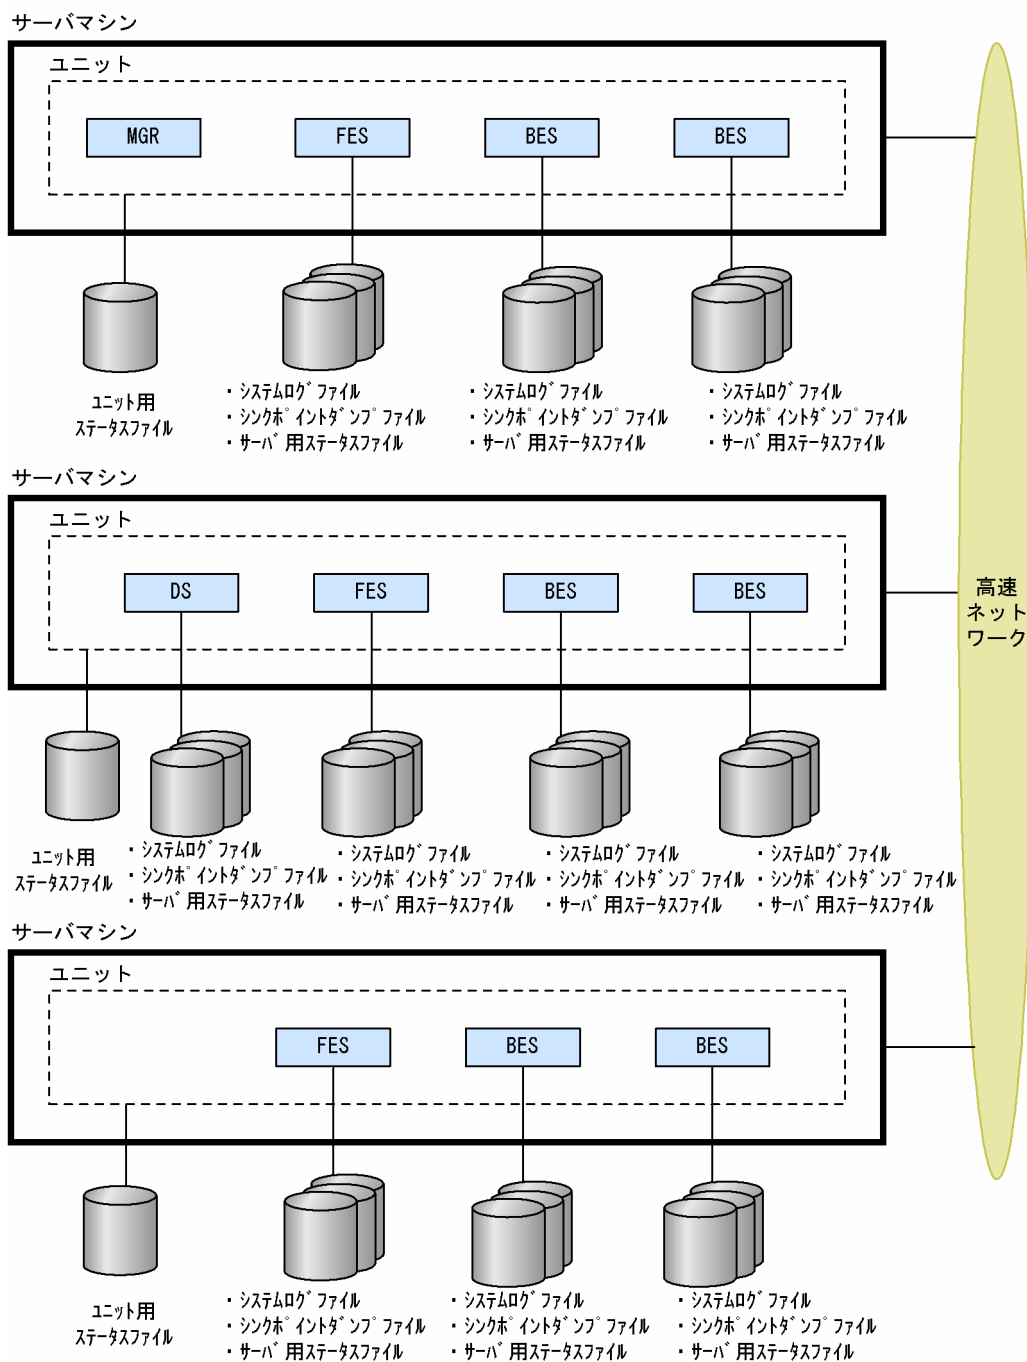 サーバマシン
ユニット
MGR
FES
BES
BES
ユニット用
ステータスファイル
・システムログファイル
・シンクポイントダンプファイル
・サーバ用ステータスファイル
・システムログファイル
・シンクポイントダンプファイル
・サーバ用ステータスファイル
・システムログファイル
・シンクポイントダンプファイル
・サーバ用ステータスファイル
サーバマシン
ユニット
DS
FES
BES
BES
高速
ネット
ワーク
ユニット用
ステータスファイル
・システムログファイル
・シンクポイントダンプファイル
・サーバ用ステータスファイル
・システムログファイル
・シンクポイントダンプファイル
・サーバ用ステータスファイル
・システムログファイル
・シンクポイントダンプファイル
・サーバ用ステータスファイル
・システムログファイル
・シンクポイントダンプファイル
・サーバ用ステータスファイル
サーバマシン
ユニット
FES
BES
BES
ユニット用
ステータスファイル
・システムログファイル
・シンクポイントダンプファイル
・サーバ用ステータスファイル
・システムログファイル
・シンクポイントダンプファイル
・サーバ用ステータスファイル
・システムログファイル
・シンクポイントダンプファイル
・サーバ用ステータスファイル